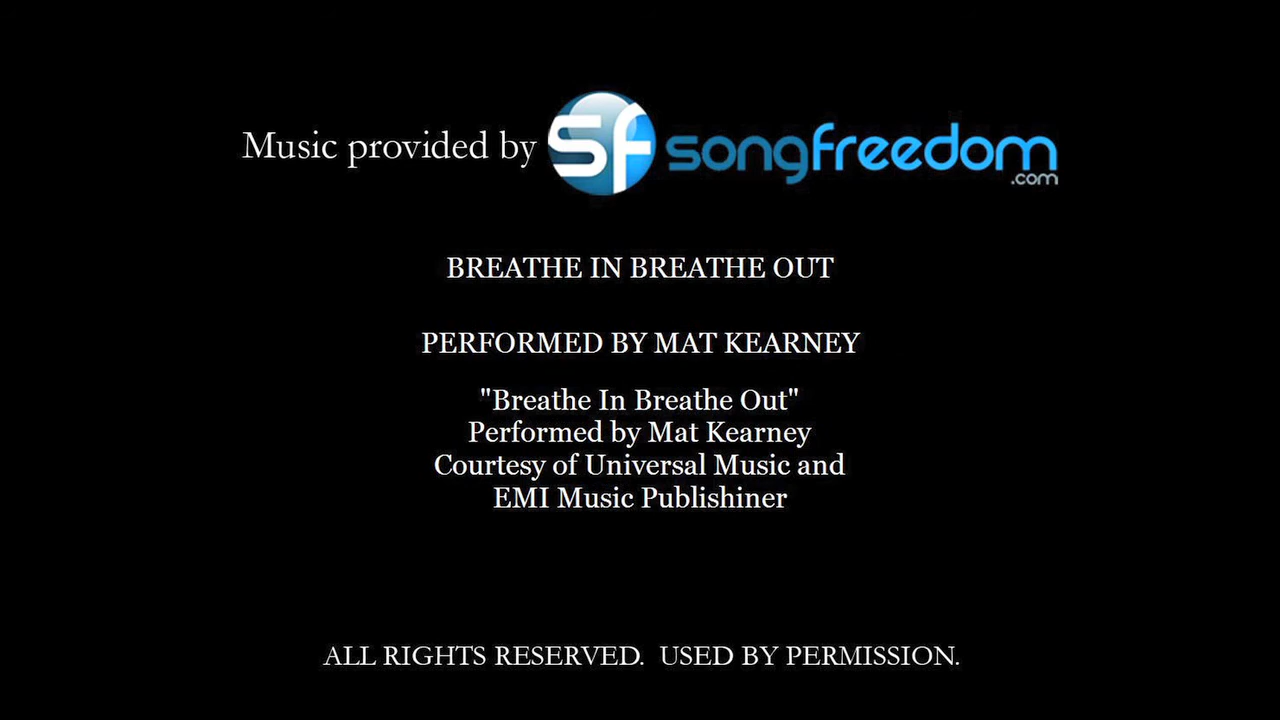 Music provided by SF songfreedom
.com
BREATHE IN BREATHE OUT
PERFORMED BY MAT KEARNEY
"Breathe In Breathe Out"
Performed by Mat Kearney
Courtesy of Universal Music and
EMI Music Publishiner
ALL RIGHTS RESERVED. USED BY PERMISSION.